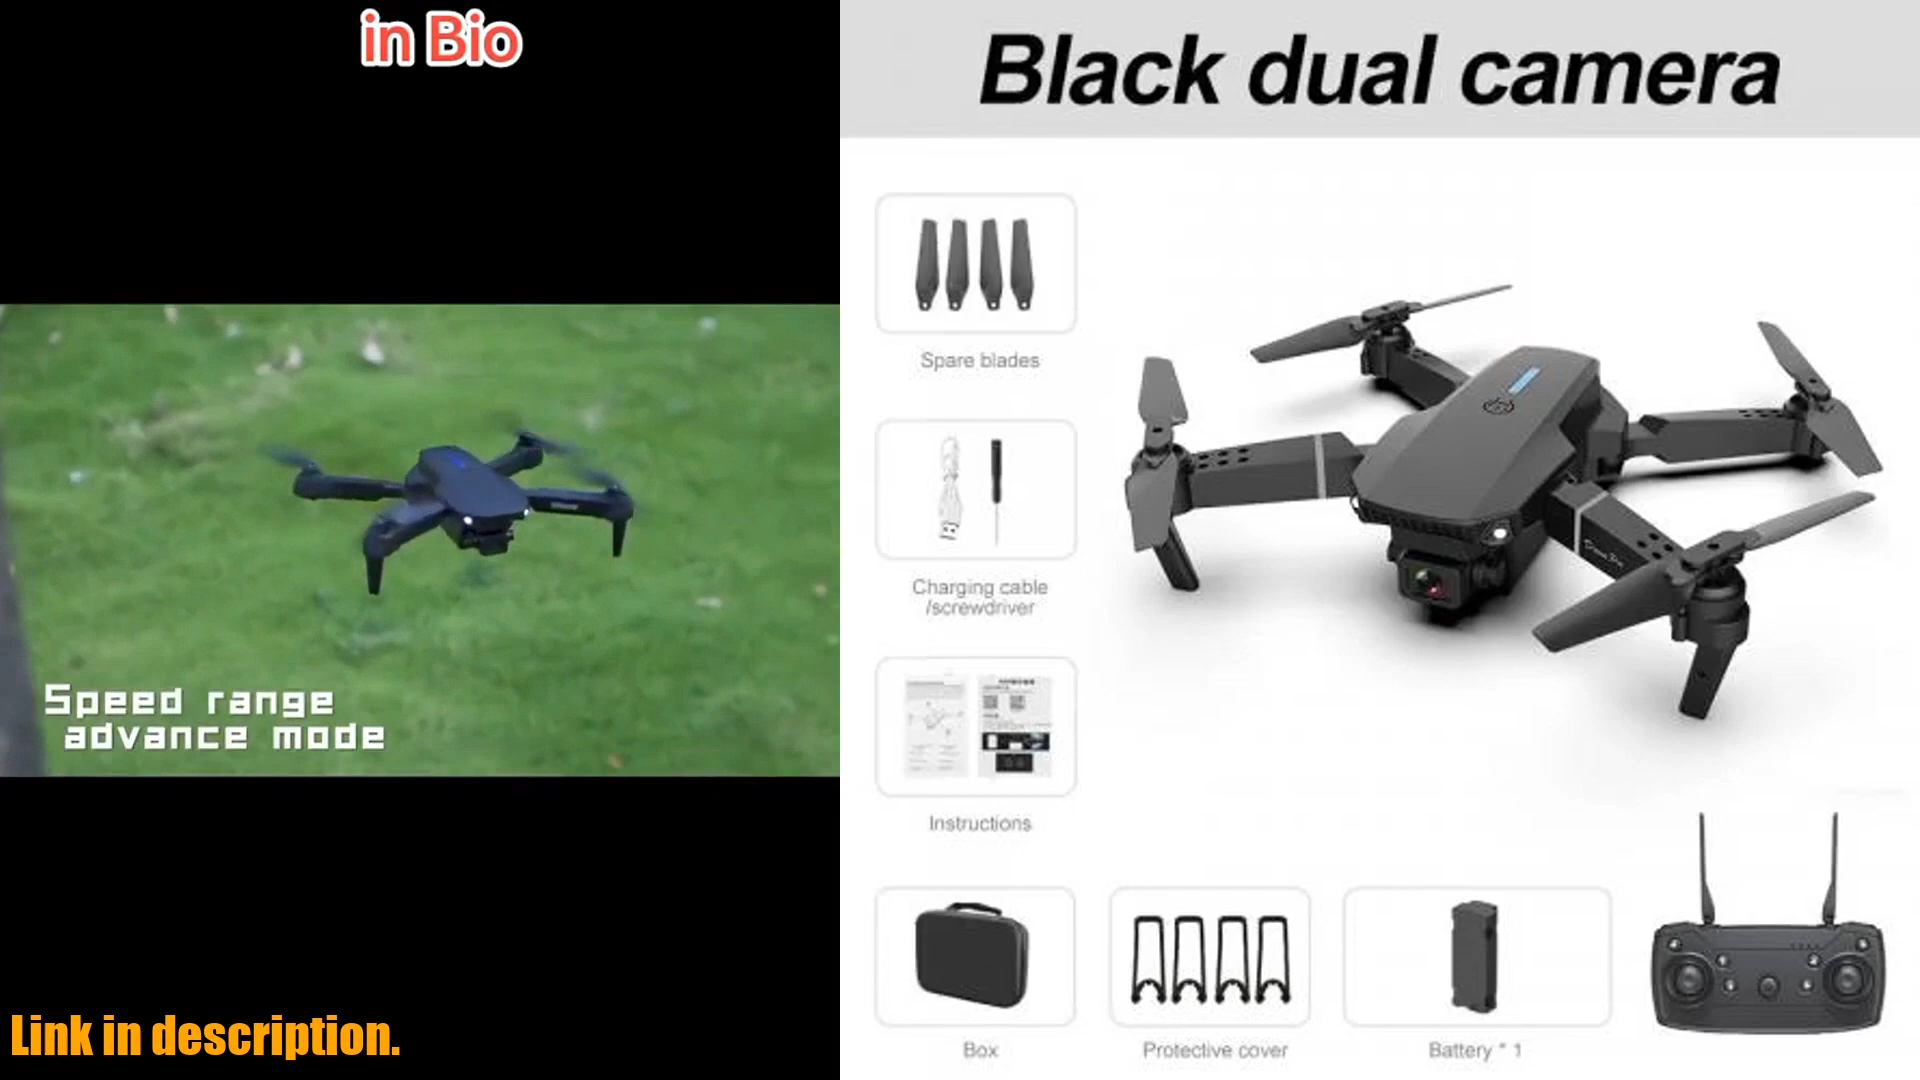 in Bio
Speed range
advance mode
Link in description.
Black dual camera
Spare blades
Charging cable
/screwdriver
Instructions
Box
Protective cover
Battery * 1